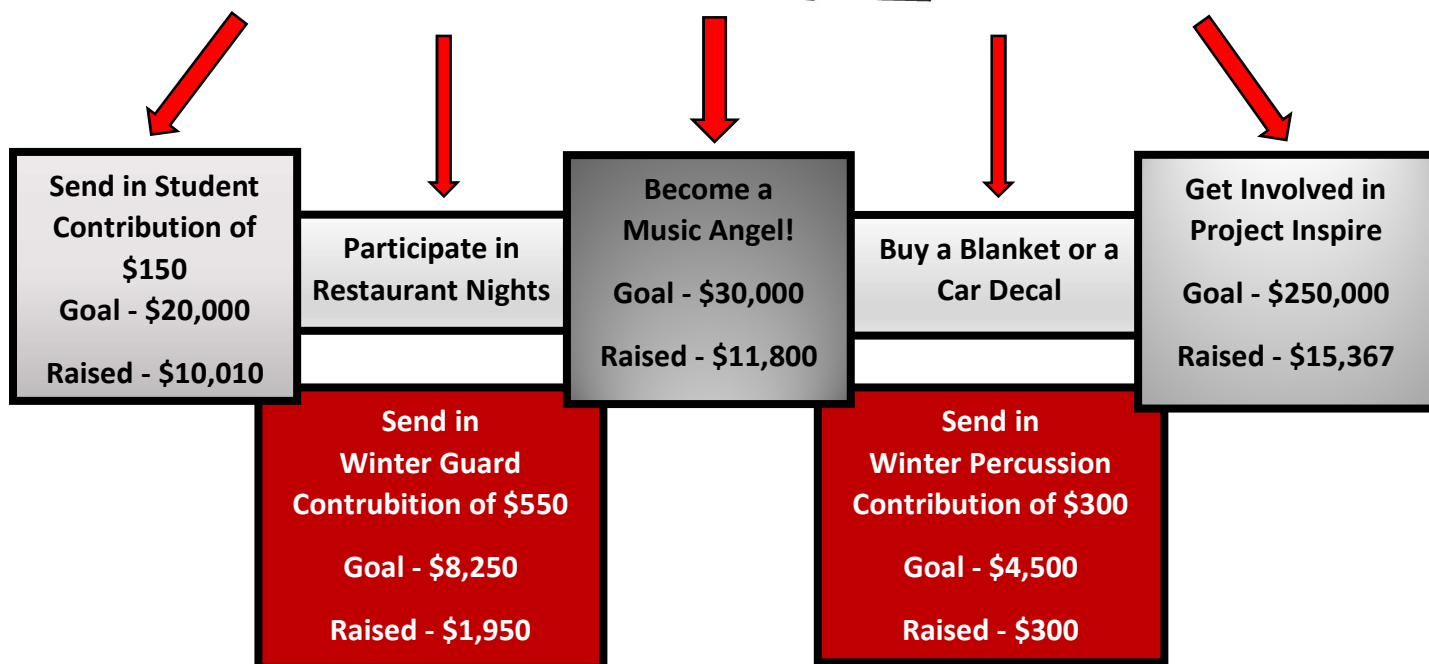 Send in Student
Contribution of
$150
Goal - $20,000
Raised - $10,010
Participate in
Restaurant Nights
Become a
Music Angel!
Goal - $30,000
Raised - $11,800
Buy a Blanket or a
Car Decal
Get Involved in
Project Inspire
Goal - $250,000
Raised - $15,367
Send in
Winter Guard
Contrubition of $550
Goal - $8,250
Raised - $1,950
Send in
Winter Percussion
Contribution of $300
Goal - $4,500
Raised - $300